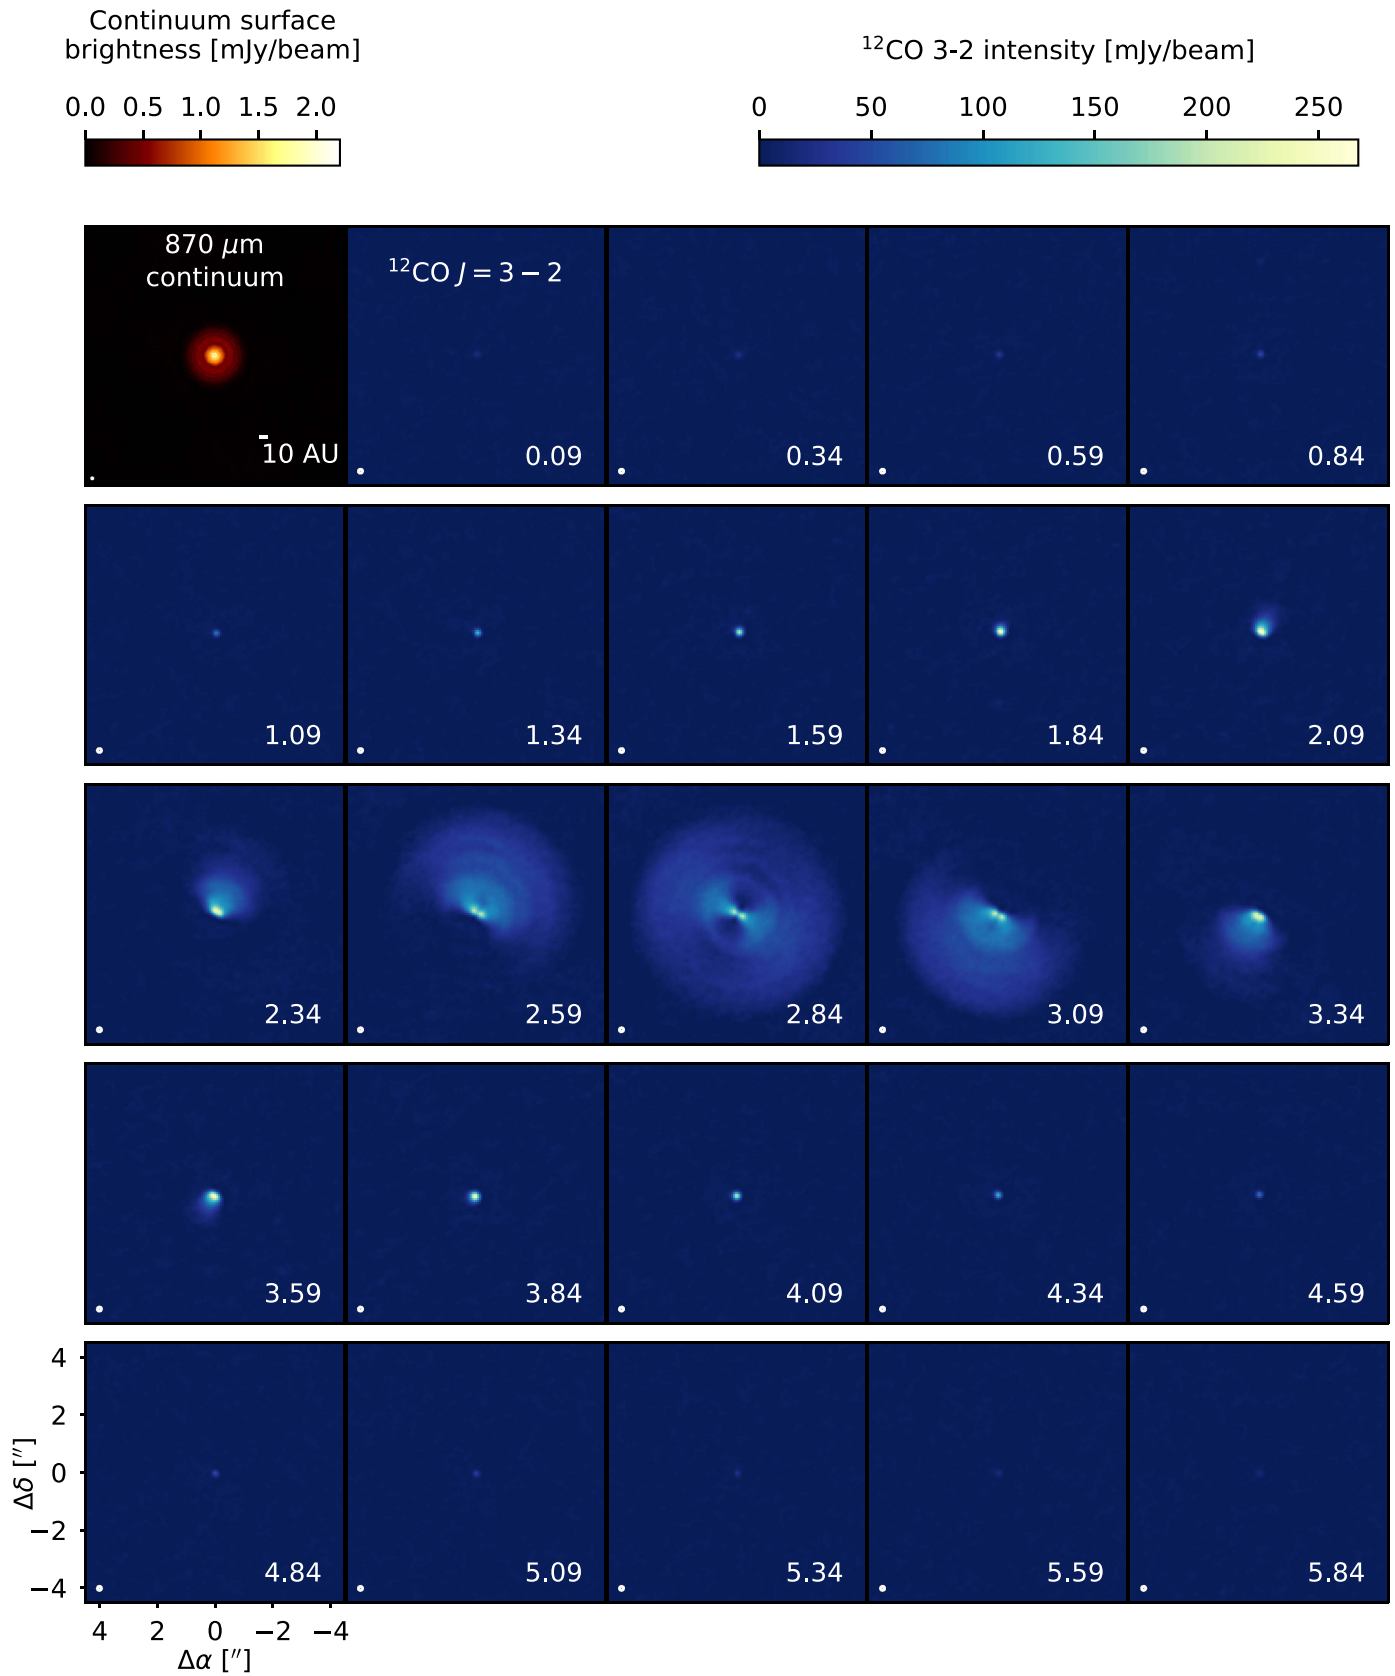 Continuum surface
brightness [mJy/beam]
0.0 0.5 1.0 1.5 2.0
¹²CO 3-2 intensity [mJy/beam]
0 50 100 150 200 250
870 μm
continuum
10 AU
¹²CO J = 3 − 2
0.09
0.34
0.59
0.84
1.09
1.34
1.59
1.84
2.09
2.34
2.59
2.84
3.09
3.34
3.59
3.84
4.09
4.34
4.59
4.84
5.09
5.34
5.59
5.84
4
2
0
−2
−4
Δδ [″]
4 2 0 −2 −4
Δα [″]